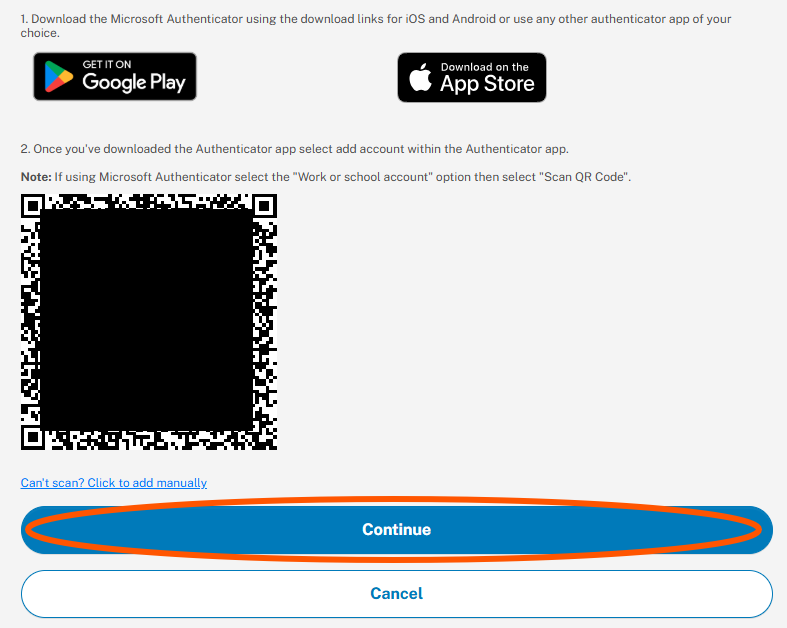 1. Download the Microsoft Authenticator using the download links for iOS and Android or use any other authenticator app of your
choice.
GET IT ON
Google Play
Download on the
App Store
2. Once you've downloaded the Authenticator app select add account within the Authenticator app.
Note: If using Microsoft Authenticator select the "Work or school account" option then select "Scan QR Code".
Can't scan? Click to add manually
Continue
Cancel